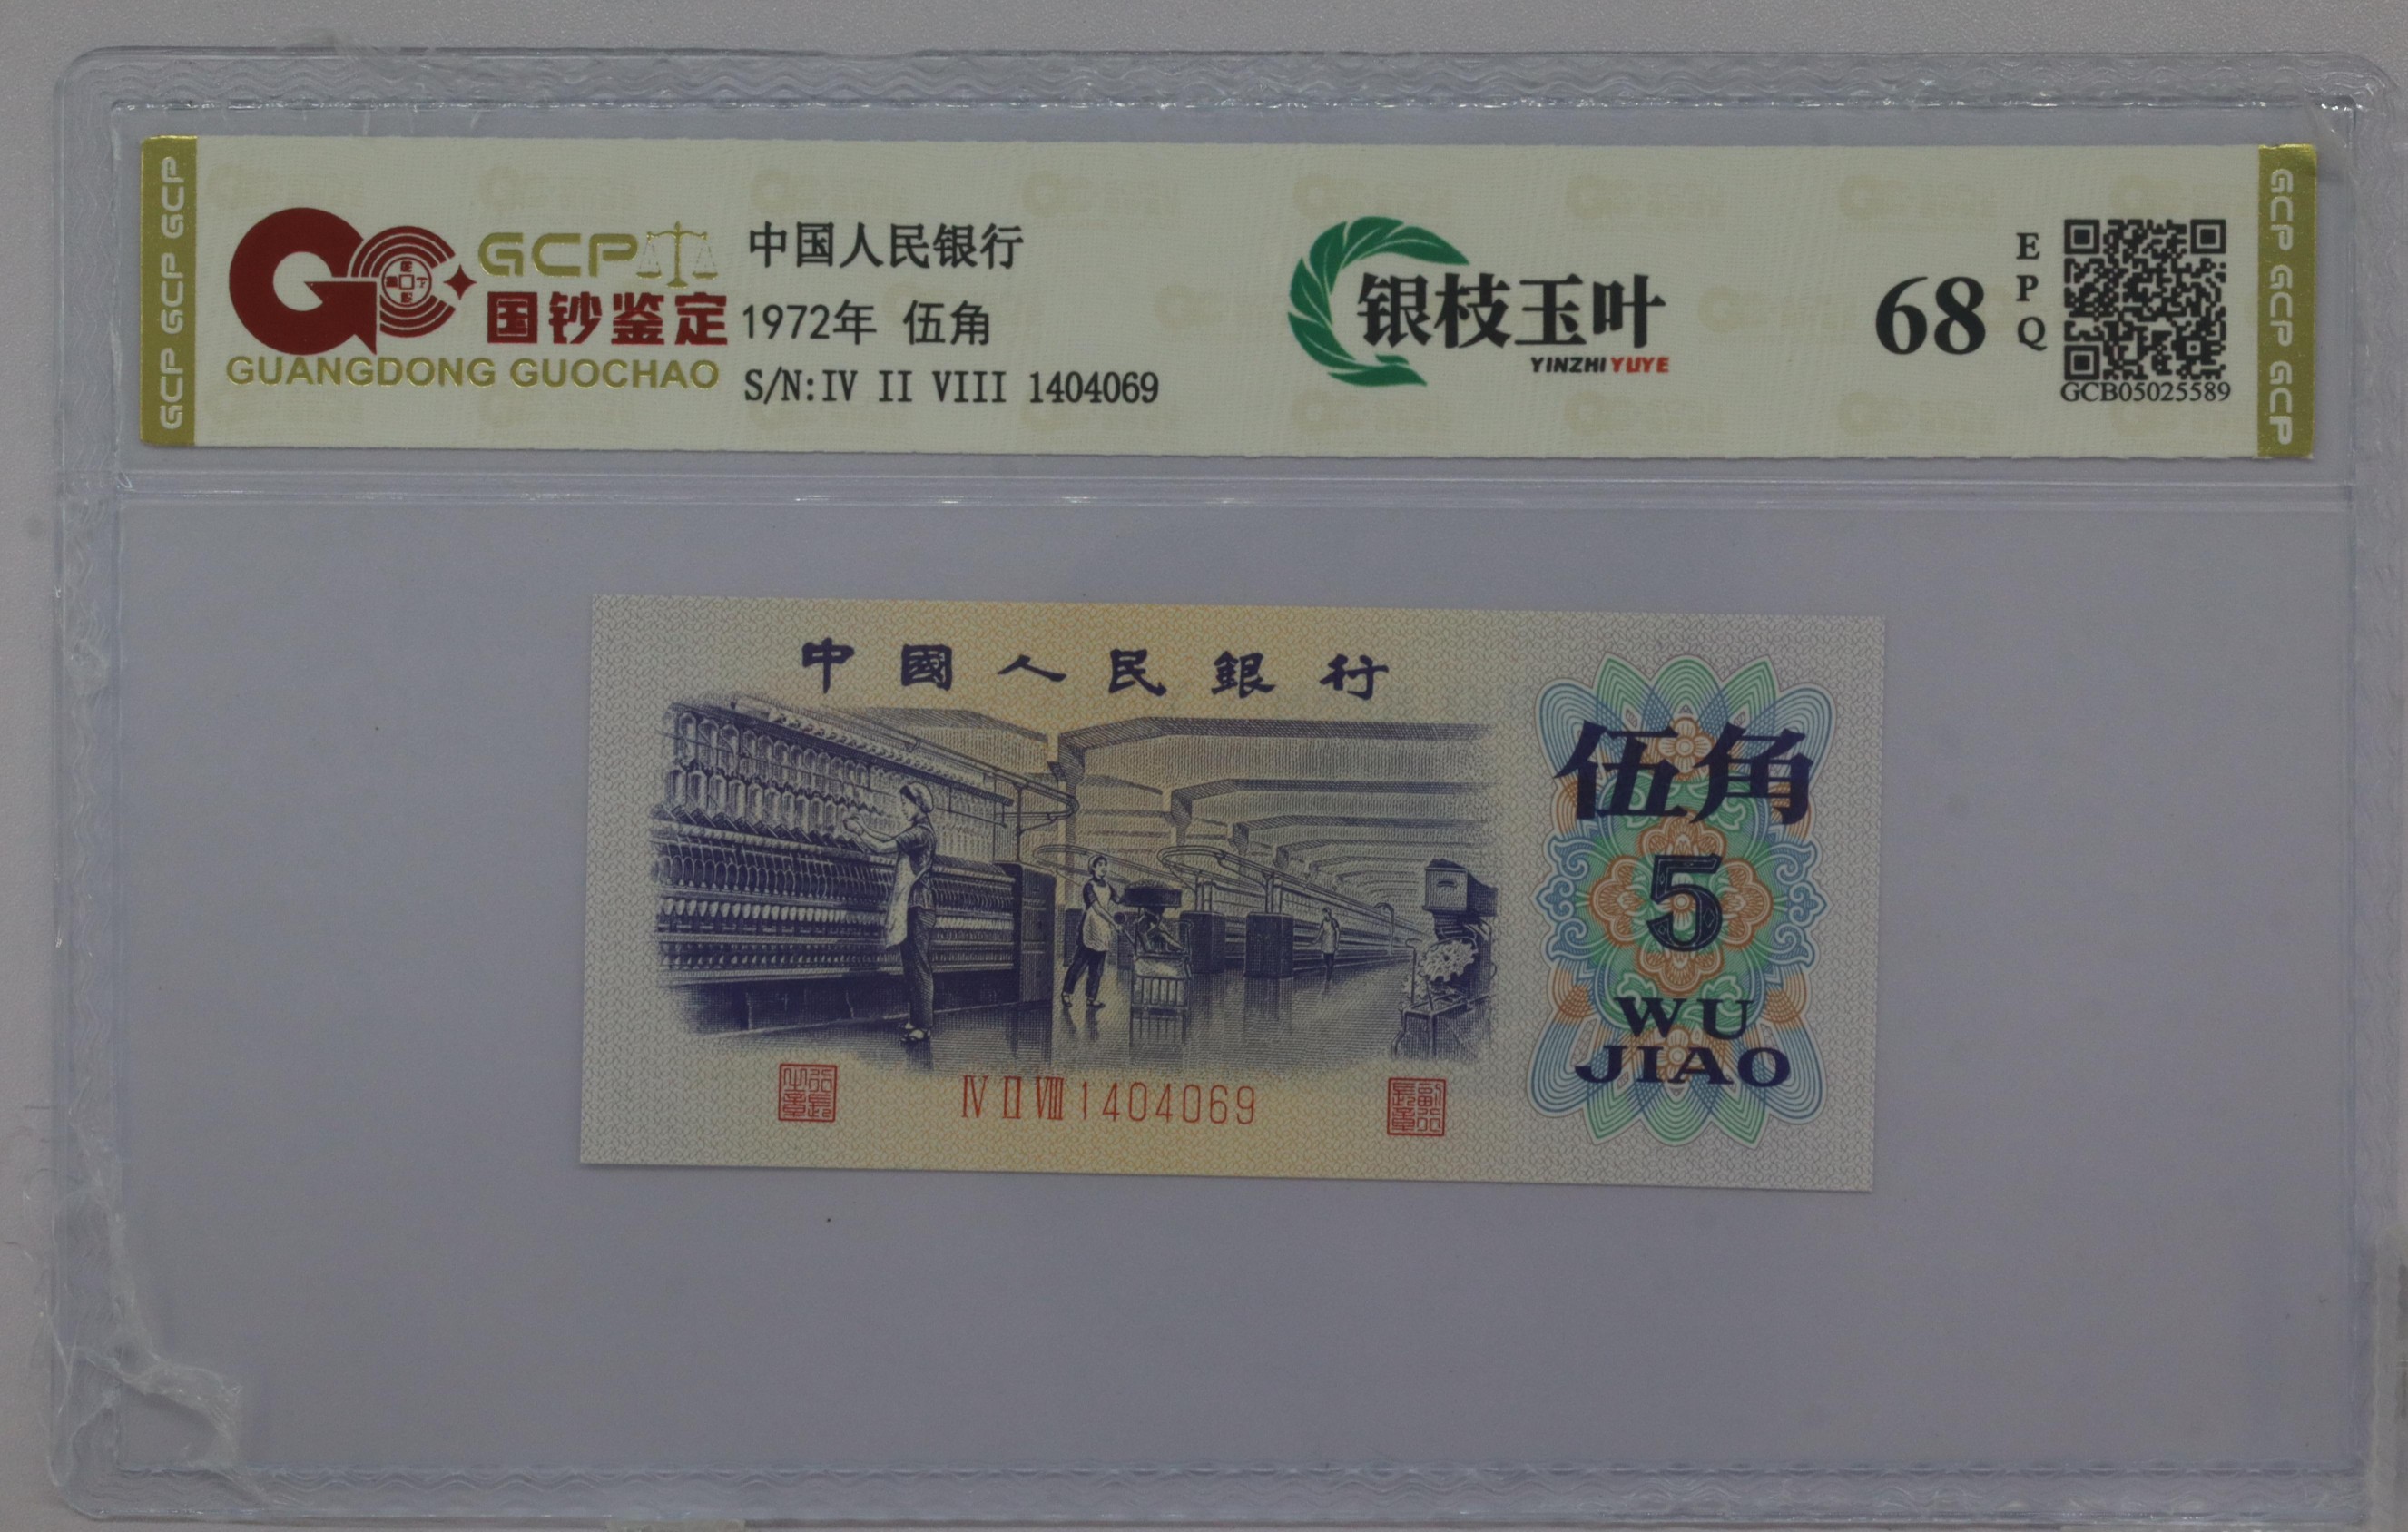 GCP GCP GCP
GCP
国钞鉴定
GUANGDONG GUOCHAO
中国人民银行
1972年 伍角
S/N:IV II VIII 1404069
银枝玉叶
YINZHI YUYE
68
E
P
Q
GCB05025589
GCP GCP GCP
中國人民銀行
伍角
5
WU
JIAO
IV II VIII 1404069